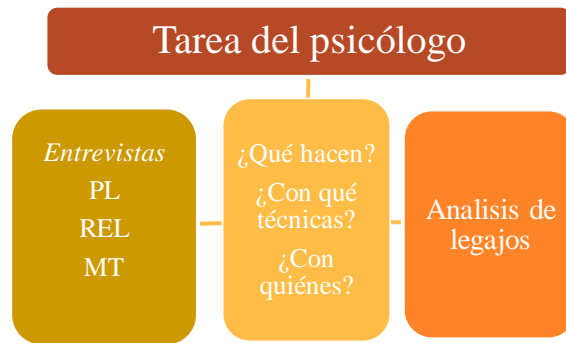 Tarea del psicólogo
Entrevistas
PL
REL
MT
¿Qué hacen?
¿Con qué
técnicas?
¿Con
quiénes?
Analisis de
legajos